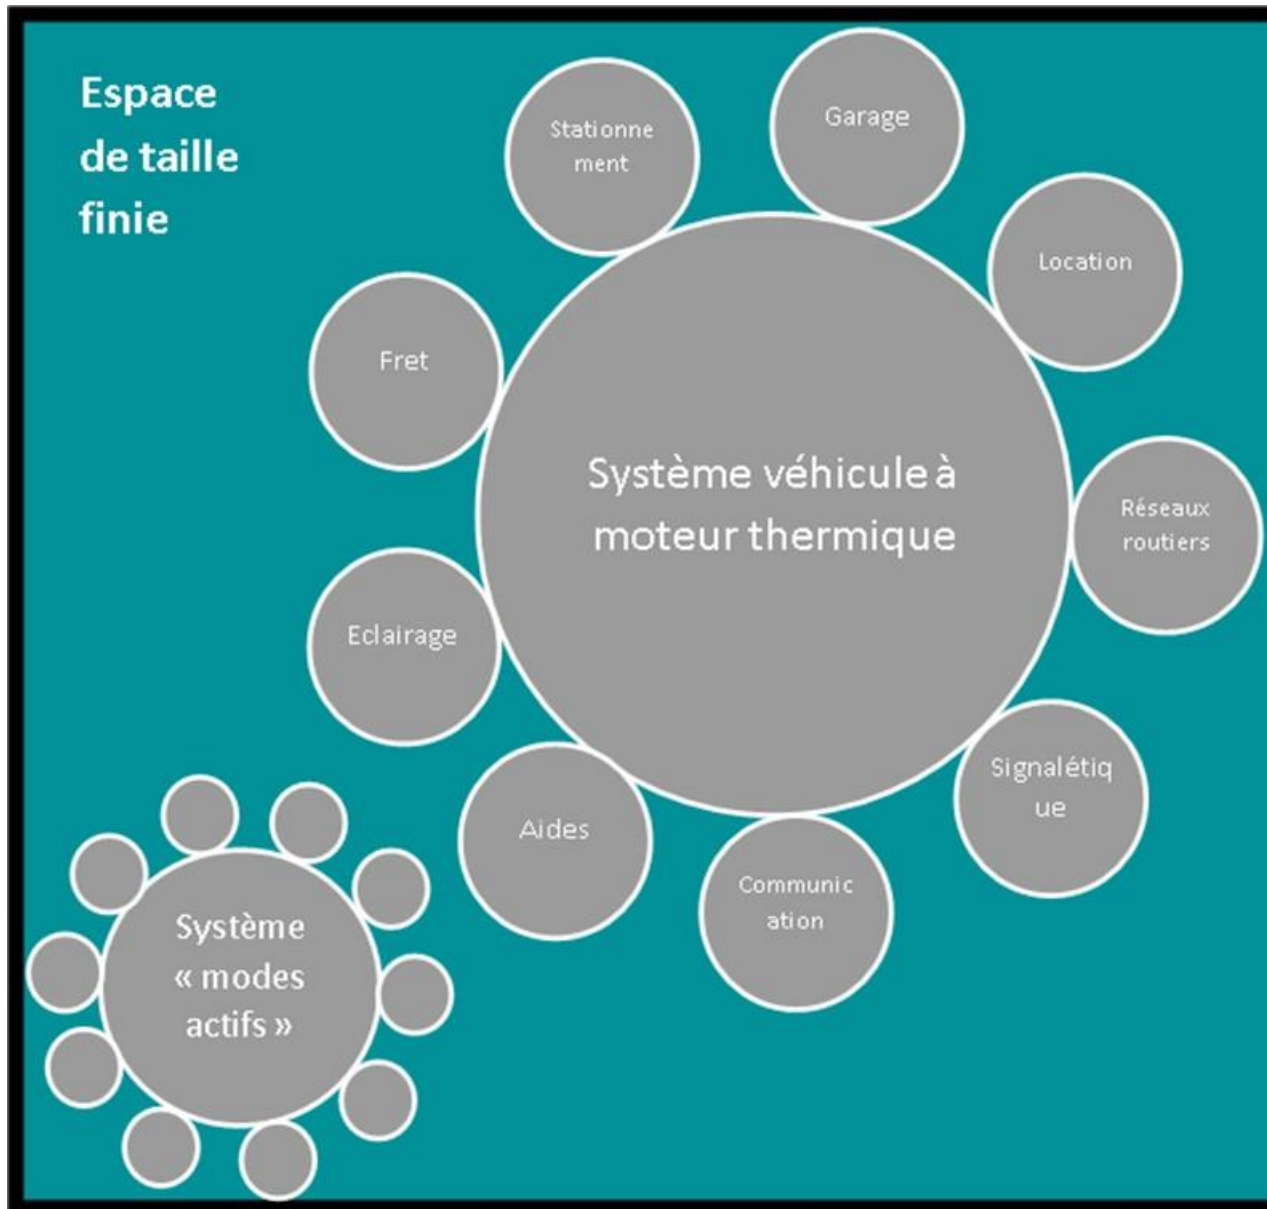 Espace
de taille
finie
Stationne
ment
Garage
Location
Fret
Système véhicule à
moteur thermique
Réseaux
routiers
Eclairage
Signalétiq
ue
Aides
Communic
ation
Système
« modes
actifs »